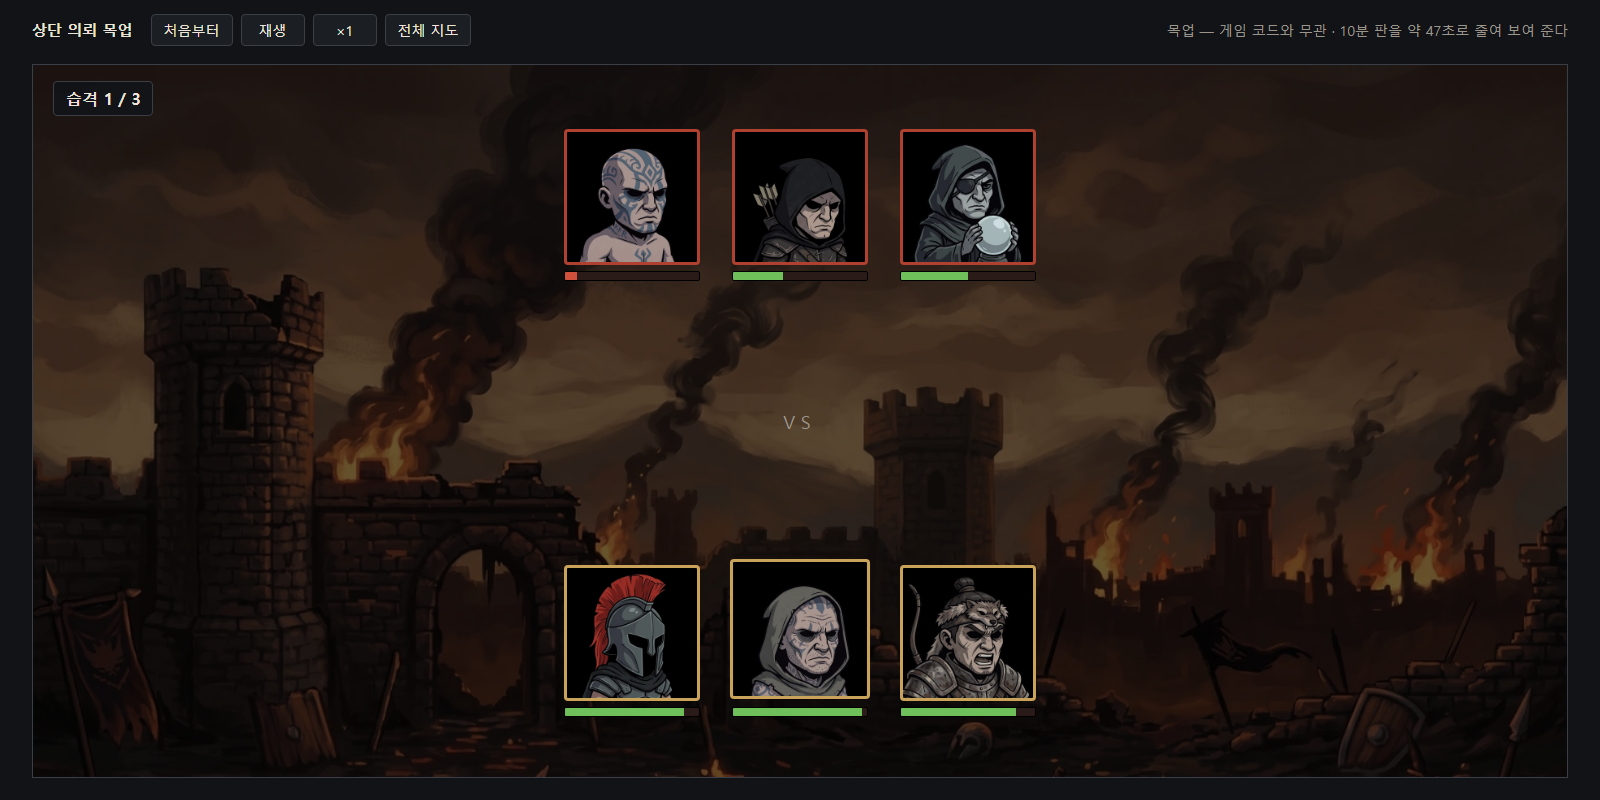 상단 의뢰 목업
처음부터
재생
×1
전체 지도
목업 — 게임 코드와 무관 · 10분 판을 약 47초로 줄여 보여 준다
습격 1 / 3
VS